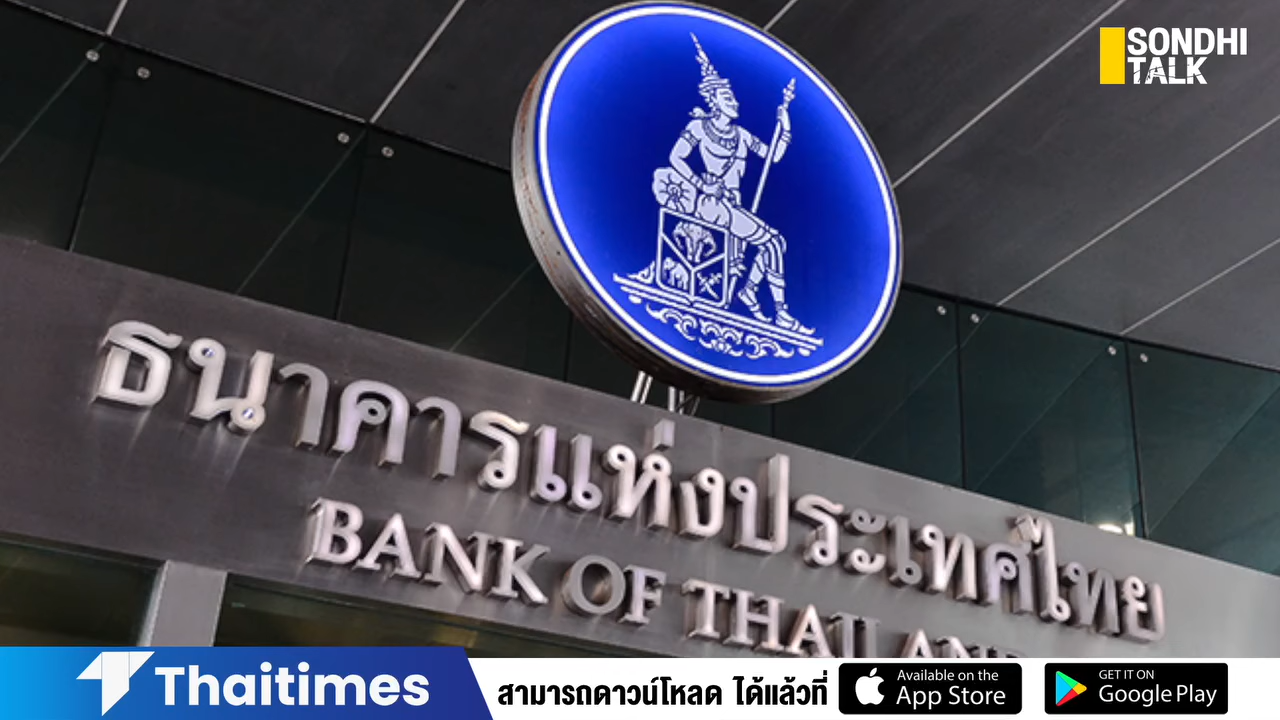 SONDHI
TALK
ธนาคารแห่งประเทศไทย
BANK OF THAILAND
Thaitimes
สามารถดาวน์โหลด ได้แล้วที่
Available on the
App Store
GET IT ON
Google Play